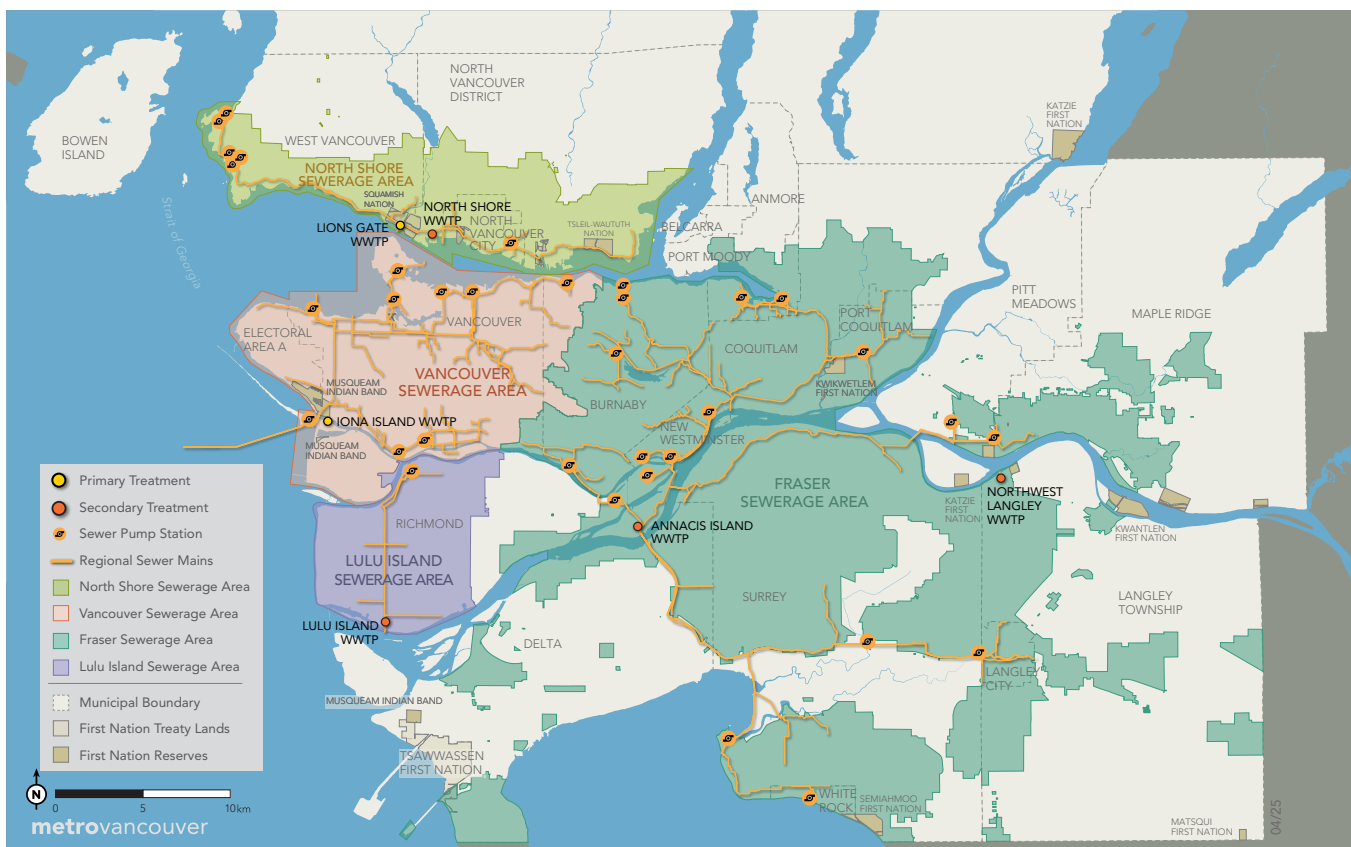 BOWEN
ISLAND
Strait of Georgia
NORTH
VANCOUVER
DISTRICT
WEST VANCOUVER
NORTH SHORE
SEWERAGE AREA
SQUAMISH
NATION
NORTH SHORE
WWTP
LIONS GATE
WWTP
NORTH
VANCOUVER
CITY
TSLEIL-WAUTUTH
NATION
BELCARRA
ANMORE
PORT MOODY
KATZIE
FIRST
NATION
PITT
MEADOWS
MAPLE RIDGE
PORT
COQUITLAM
COQUITLAM
KWIKWETLEM
FIRST NATION
ELECTORAL
AREA A
VANCOUVER
VANCOUVER
SEWERAGE AREA
MUSQUEAM
INDIAN BAND
IONA ISLAND WWTP
MUSQUEAM
INDIAN BAND
BURNABY
NEW
WESTMINSTER
FRASER
SEWERAGE AREA
KATZIE
FIRST
NATION
NORTHWEST
LANGLEY
WWTP
KWANTLEN
FIRST NATION
RICHMOND
ANNACIS ISLAND
WWTP
LULU ISLAND
SEWERAGE AREA
LULU ISLAND
WWTP
SURREY
LANGLEY
TOWNSHIP
DELTA
LANGLEY
CITY
MUSQUEAM INDIAN BAND
TSAWWASSEN
FIRST NATION
WHITE
ROCK
SEMIAHMOO
FIRST NATION
MATSQUI
FIRST NATION
04/25
Primary Treatment
Secondary Treatment
Sewer Pump Station
Regional Sewer Mains
North Shore Sewerage Area
Vancouver Sewerage Area
Fraser Sewerage Area
Lulu Island Sewerage Area
Municipal Boundary
First Nation Treaty Lands
First Nation Reserves
N
0 5 10km
metrovancouver